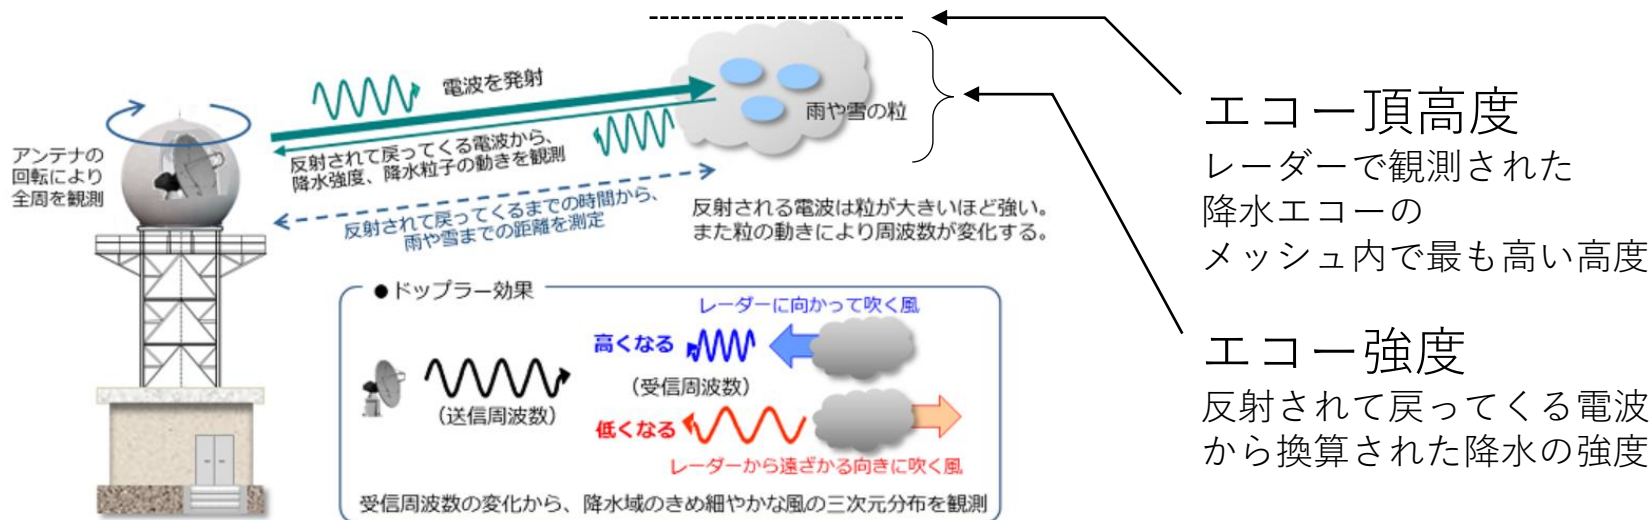 電波を発射
雨や雪の粒
アンテナの
回転により
全周を観測
反射されて戻ってくる電波から、
降水強度、降水粒子の動きを観測
反射されて戻ってくるまでの時間から、
雨や雪までの距離を測定
反射される電波は粒が大きいほど強い。
また粒の動きにより周波数が変化する。
●ドップラー効果
レーダーに向かって吹く風
高くなる
(受信周波数)
(送信周波数)
低くなる
レーダーから遠ざかる向きに吹く風
受信周波数の変化から、降水域のきめ細やかな風の三次元分布を観測
エコー頂高度
レーダーで観測された
降水エコーの
メッシュ内で最も高い高度
エコー強度
反射されて戻ってくる電波
から換算された降水の強度